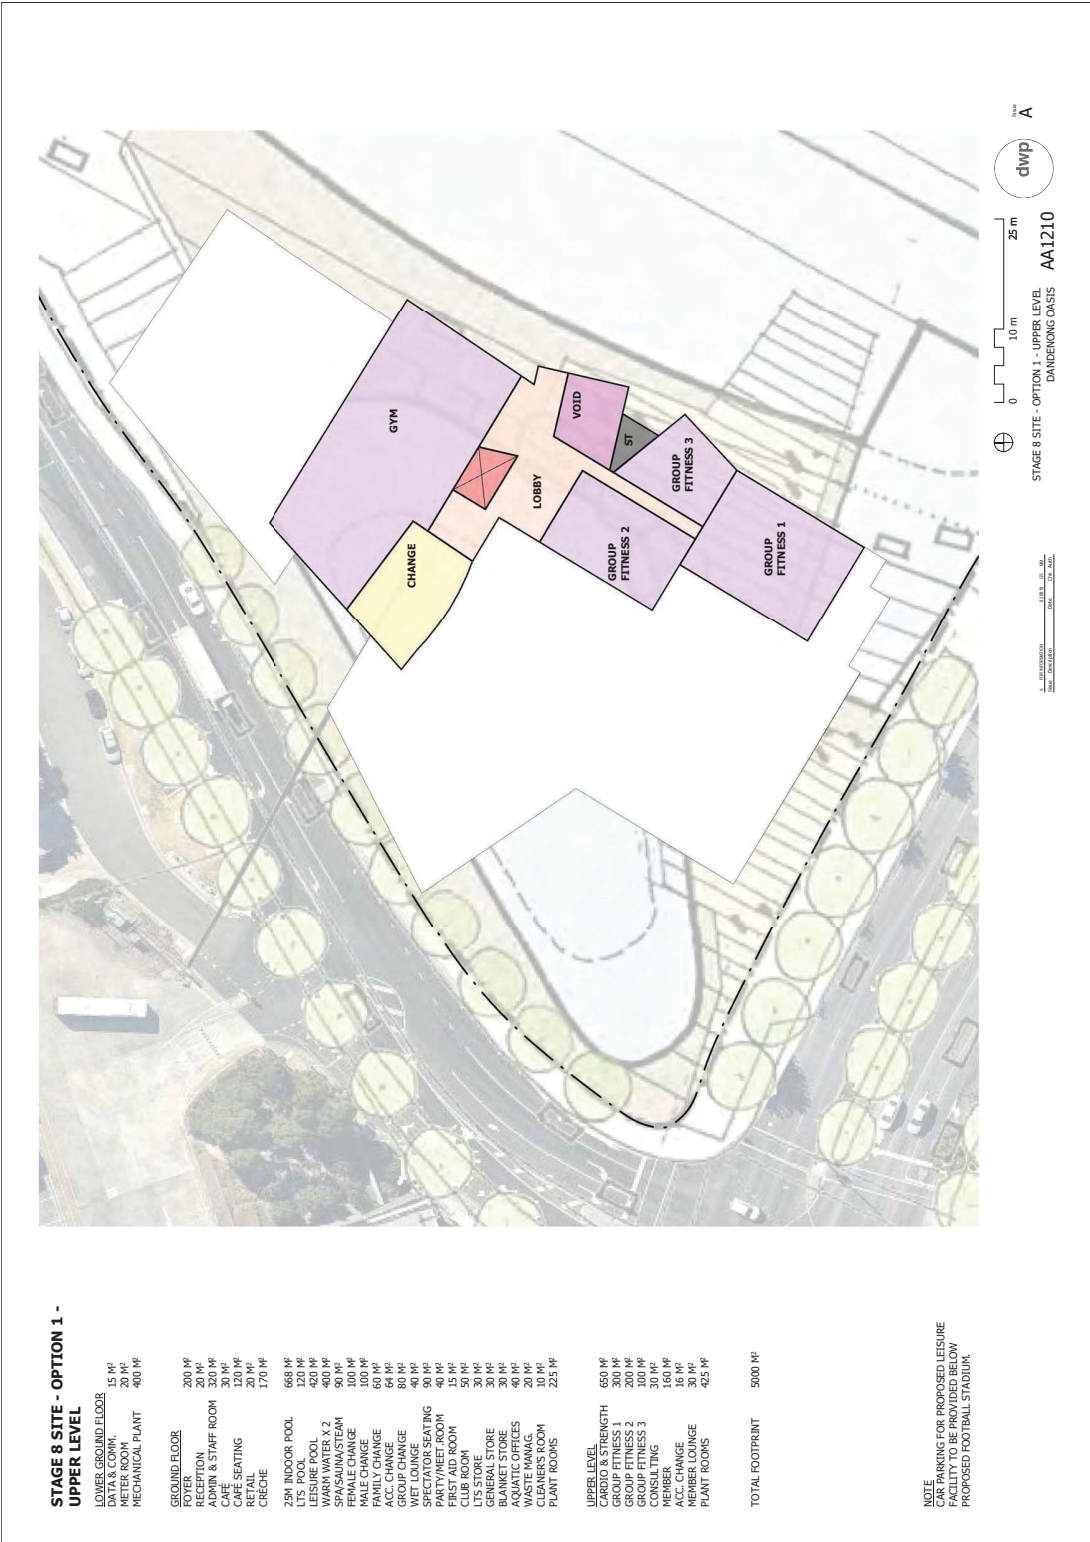 STAGE 8 SITE - OPTION 1 -
UPPER LEVEL
LOWER GROUND FLOOR
DATA & COMM. 15 M²
METER ROOM 20 M²
MECHANICAL PLANT 400 M²
GROUND FLOOR
FOYER 200 M²
RECEPTION 20 M²
ADMIN & STAFF ROOM 320 M²
CAFÉ 30 M²
CAFÉ SEATING 120 M²
RETAIL 20 M²
CRÈCHE 170 M²
25M INDOOR POOL 668 M²
LTS POOL 120 M²
LEISURE POOL 420 M²
WARM WATER X 2 400 M²
SPA/SAUNA/STEAM 90 M²
FEMALE CHANGE 100 M²
MALE CHANGE 100 M²
FAMILY CHANGE 60 M²
ACC. CHANGE 64 M²
GROUP CHANGE 80 M²
WET LOUNGE 40 M²
SPECTATOR SEATING 90 M²
PARTY/MEET.ROOM 40 M²
FIRST AID ROOM 15 M²
CLUB ROOM 50 M²
LTS STORE 30 M²
GENERAL STORE 30 M²
BLANKET STORE 30 M²
AQUATIC OFFICES 40 M²
WASTE MANAG. 20 M²
CLEANER'S ROOM 10 M²
PLANT ROOMS 225 M²
UPPER LEVEL
CARDIO & STRENGTH 650 M²
GROUP FITNESS 1 300 M²
GROUP FITNESS 2 200 M²
GROUP FITNESS 3 100 M²
CONSULTING 30 M²
MEMBER 160 M²
ACC. CHANGE 16 M²
MEMBER LOUNGE 30 M²
PLANT ROOMS 425 M²
TOTAL FOOTPRINT 5000 M²
NOTE
CAR PARKING FOR PROPOSED LEISURE
FACILITY TO BE PROVIDED BELOW
PROPOSED FOOTBALL STADIUM.
GYM
CHANGE
LOBBY
VOID
ST
GROUP
FITNESS 3
GROUP
FITNESS 2
GROUP
FITNESS 1
A FOR INFORMATION
Issue Description Date Chk Auth
0 10 m 25 m
STAGE 8 SITE - OPTION 1 - UPPER LEVEL
DANDENONG OASIS
AA1210
dwp
Issue
A